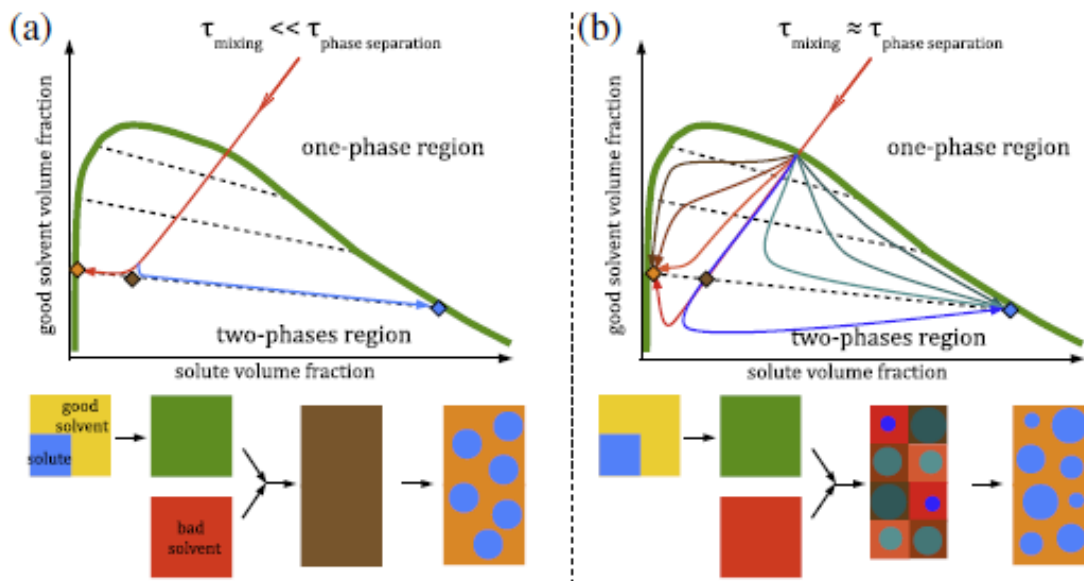 (a)
τmixing << τphase separation
good solvent volume fraction
one-phase region
two-phases region
solute volume fraction
good
solvent
solute
bad
solvent
(b)
τmixing ≈ τphase separation
good solvent volume fraction
one-phase region
two-phases region
solute volume fraction